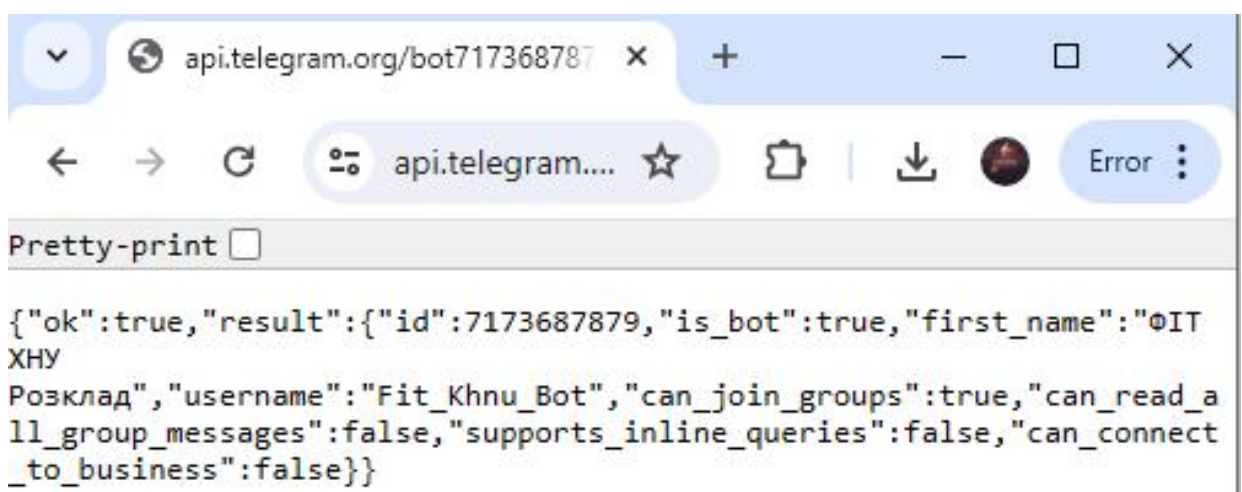 api.telegram.org/bot717368787
api.telegram....
Error
Pretty-print
{"ok":true,"result":{"id":7173687879,"is_bot":true,"first_name":"ФІТ
ХНУ
Розклад","username":"Fit_Khnu_Bot","can_join_groups":true,"can_read_a
ll_group_messages":false,"supports_inline_queries":false,"can_connect
_to_business":false}}